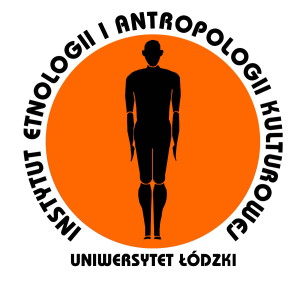 INSTYTUT ETNOLOGII I ANTROPOLOGII KULTUROWEJ
UNIWERSYTET ŁÓDZKI